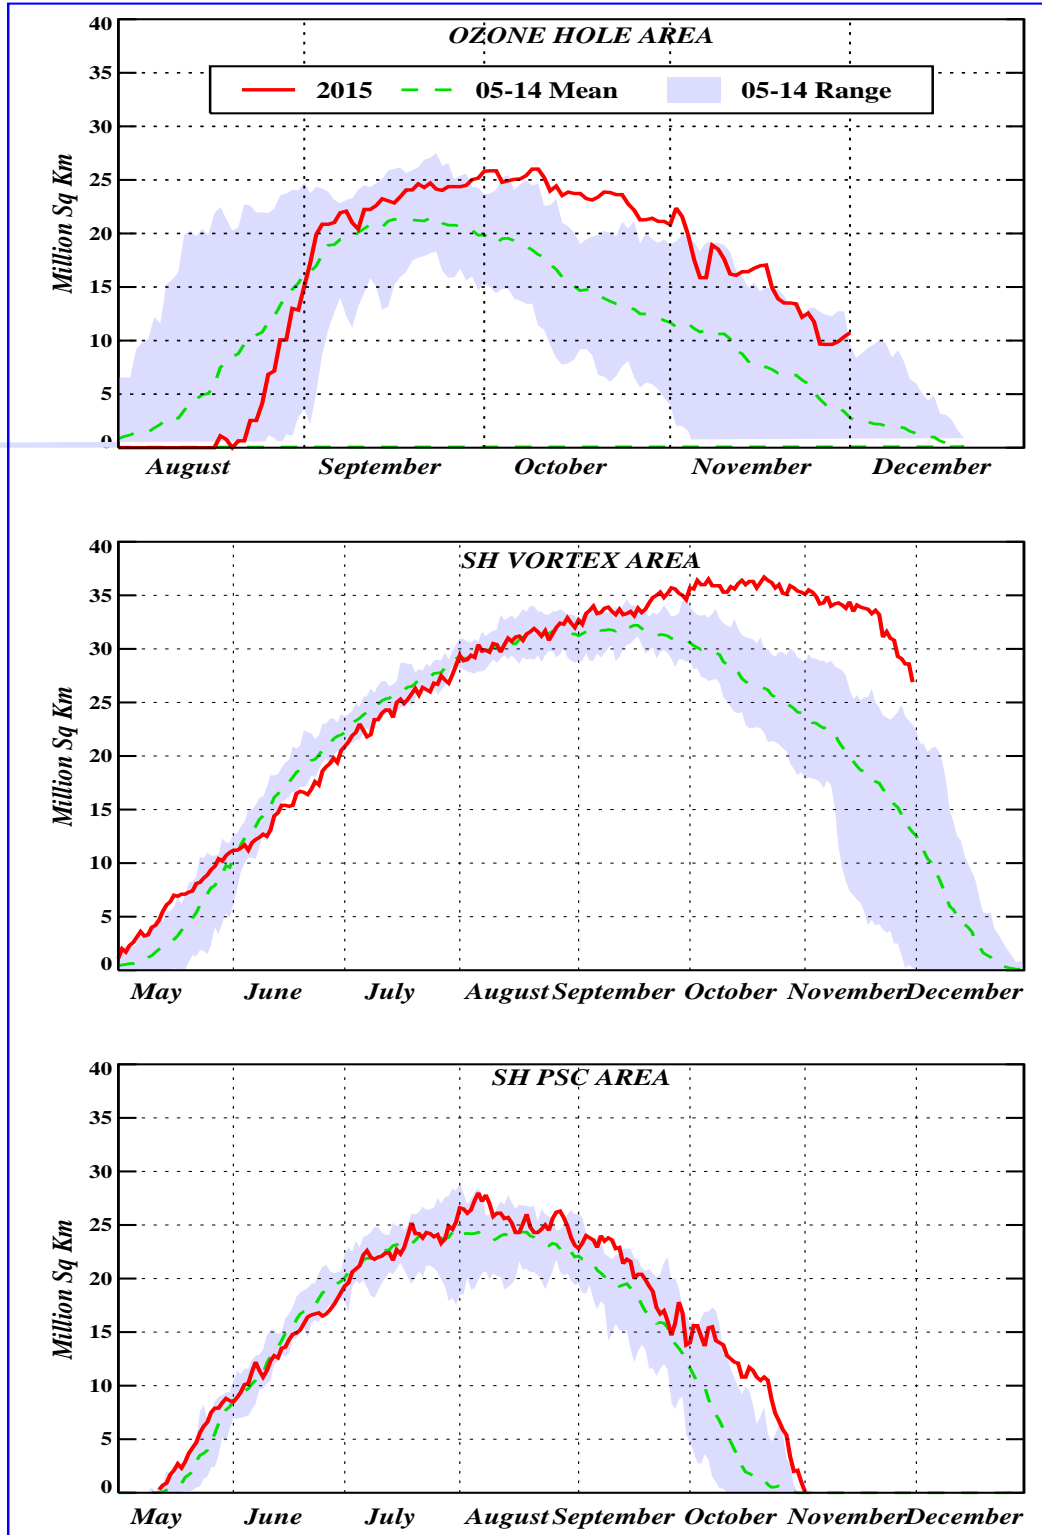 OZONE HOLE AREA
2015 05-14 Mean 05-14 Range
40
35
30
25
20
15
10
5
0
Million Sq Km
August September October November December
SH VORTEX AREA
40
35
30
25
20
15
10
5
0
Million Sq Km
May June July August September October November December
SH PSC AREA
40
35
30
25
20
15
10
5
0
Million Sq Km
May June July August September October November December